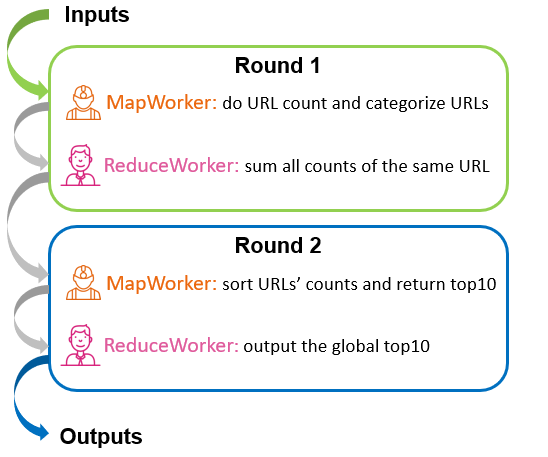 Inputs
Round 1
MapWorker: do URL count and categorize URLs
ReduceWorker: sum all counts of the same URL
Round 2
MapWorker: sort URLs’ counts and return top10
ReduceWorker: output the global top10
Outputs